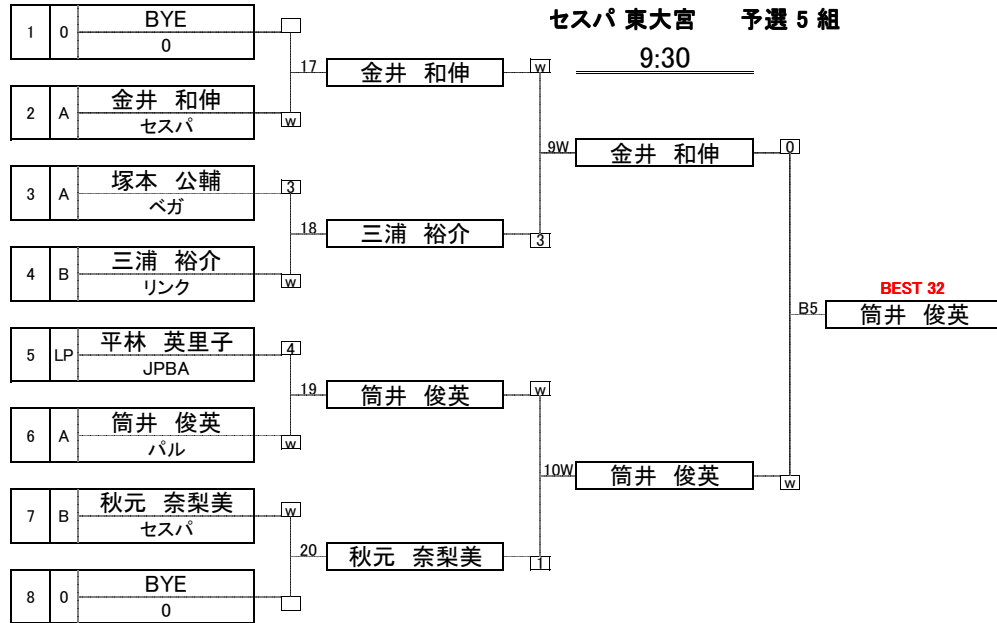 セスパ 東大宮 予選 5 組
9:30
1 0 BYE
0
2 A 金井 和伸
セスパ
w
17 金井 和伸 w
3 A 塚本 公輔 3
ベガ
4 B 三浦 裕介
リンク
w
18 三浦 裕介 3
9W 金井 和伸 0
5 LP 平林 英里子 4
JPBA
6 A 筒井 俊英
パル
w
19 筒井 俊英 w
7 B 秋元 奈梨美 w
セスパ
8 0 BYE
0
20 秋元 奈梨美 1
10W 筒井 俊英 w
BEST 32
B5 筒井 俊英